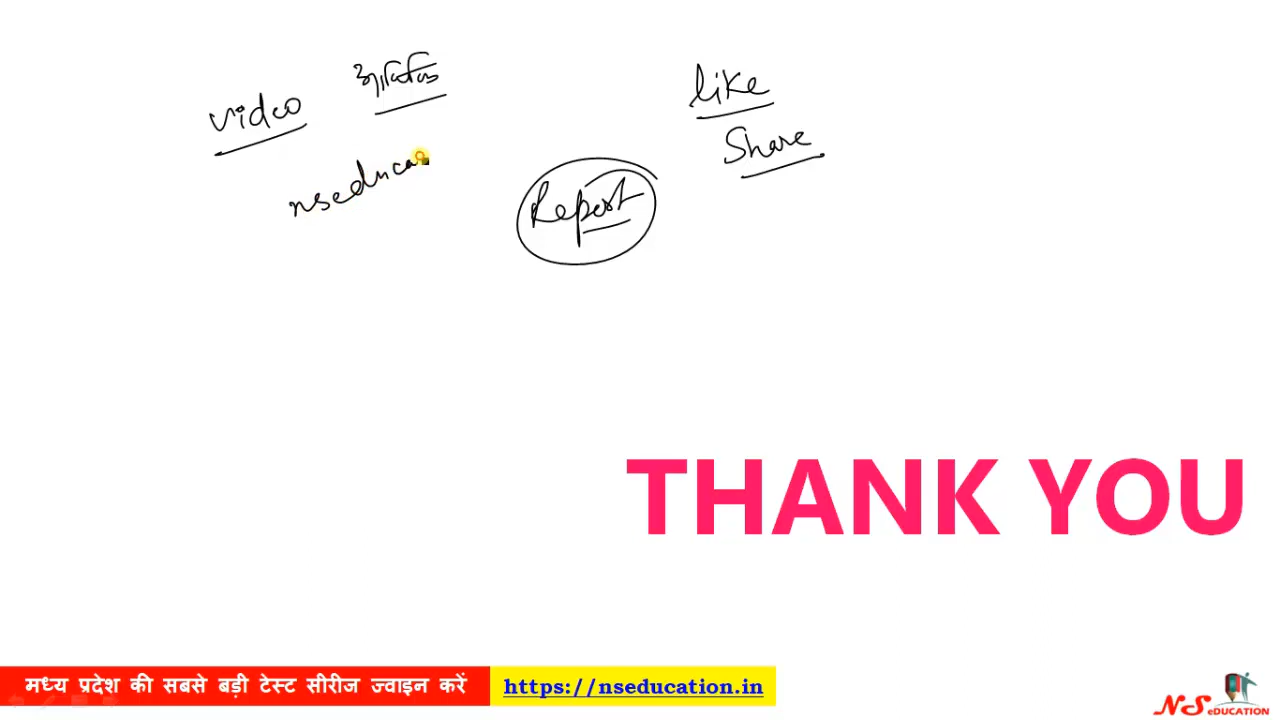 video
like
Share
nseduca
Report
THANK YOU
मध्य प्रदेश की सबसे बड़ी टेस्ट सीरीज ज्वाइन करें
https://nseducation.in
NS eDUCATION